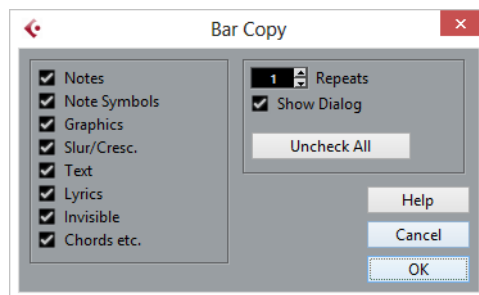 Bar Copy
Notes
Note Symbols
Graphics
Slur/Cresc.
Text
Lyrics
Invisible
Chords etc.
1 Repeats
Show Dialog
Uncheck All
Help
Cancel
OK